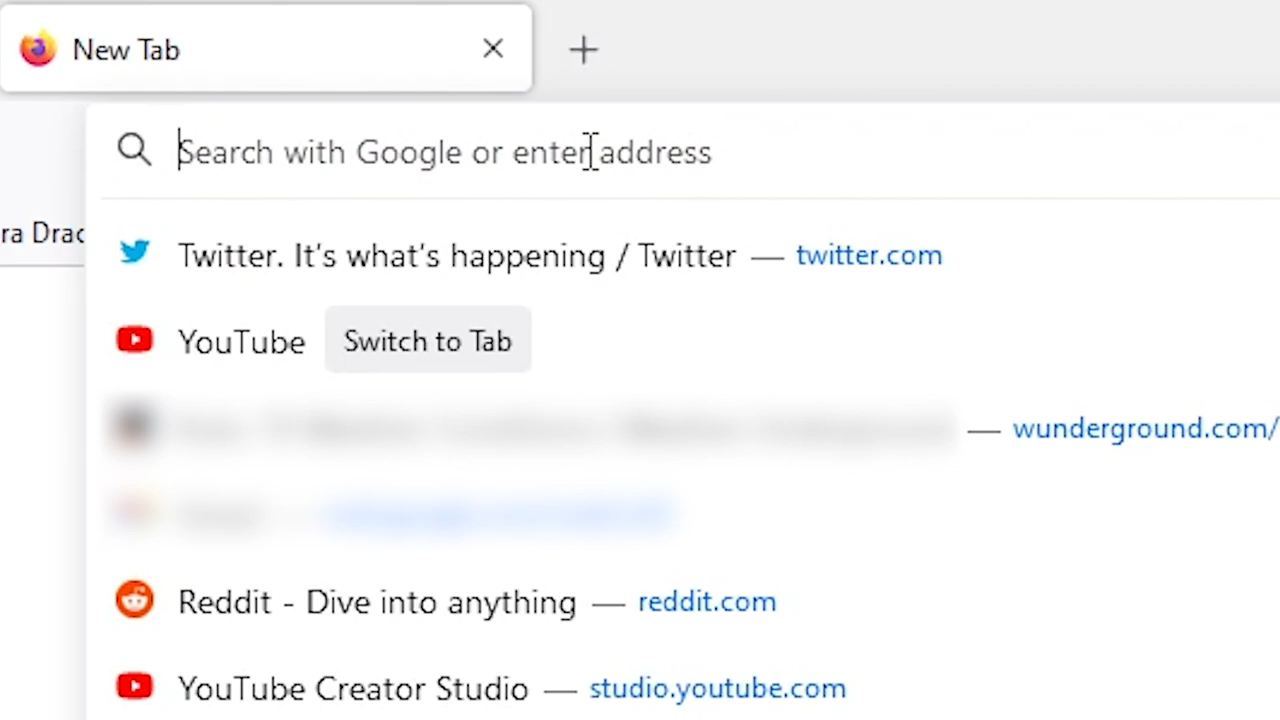 New Tab
Search with Google or enter address
ra Drac
Twitter. It's what's happening / Twitter — twitter.com
YouTube Switch to Tab
— wunderground.com/
Reddit - Dive into anything — reddit.com
YouTube Creator Studio — studio.youtube.com